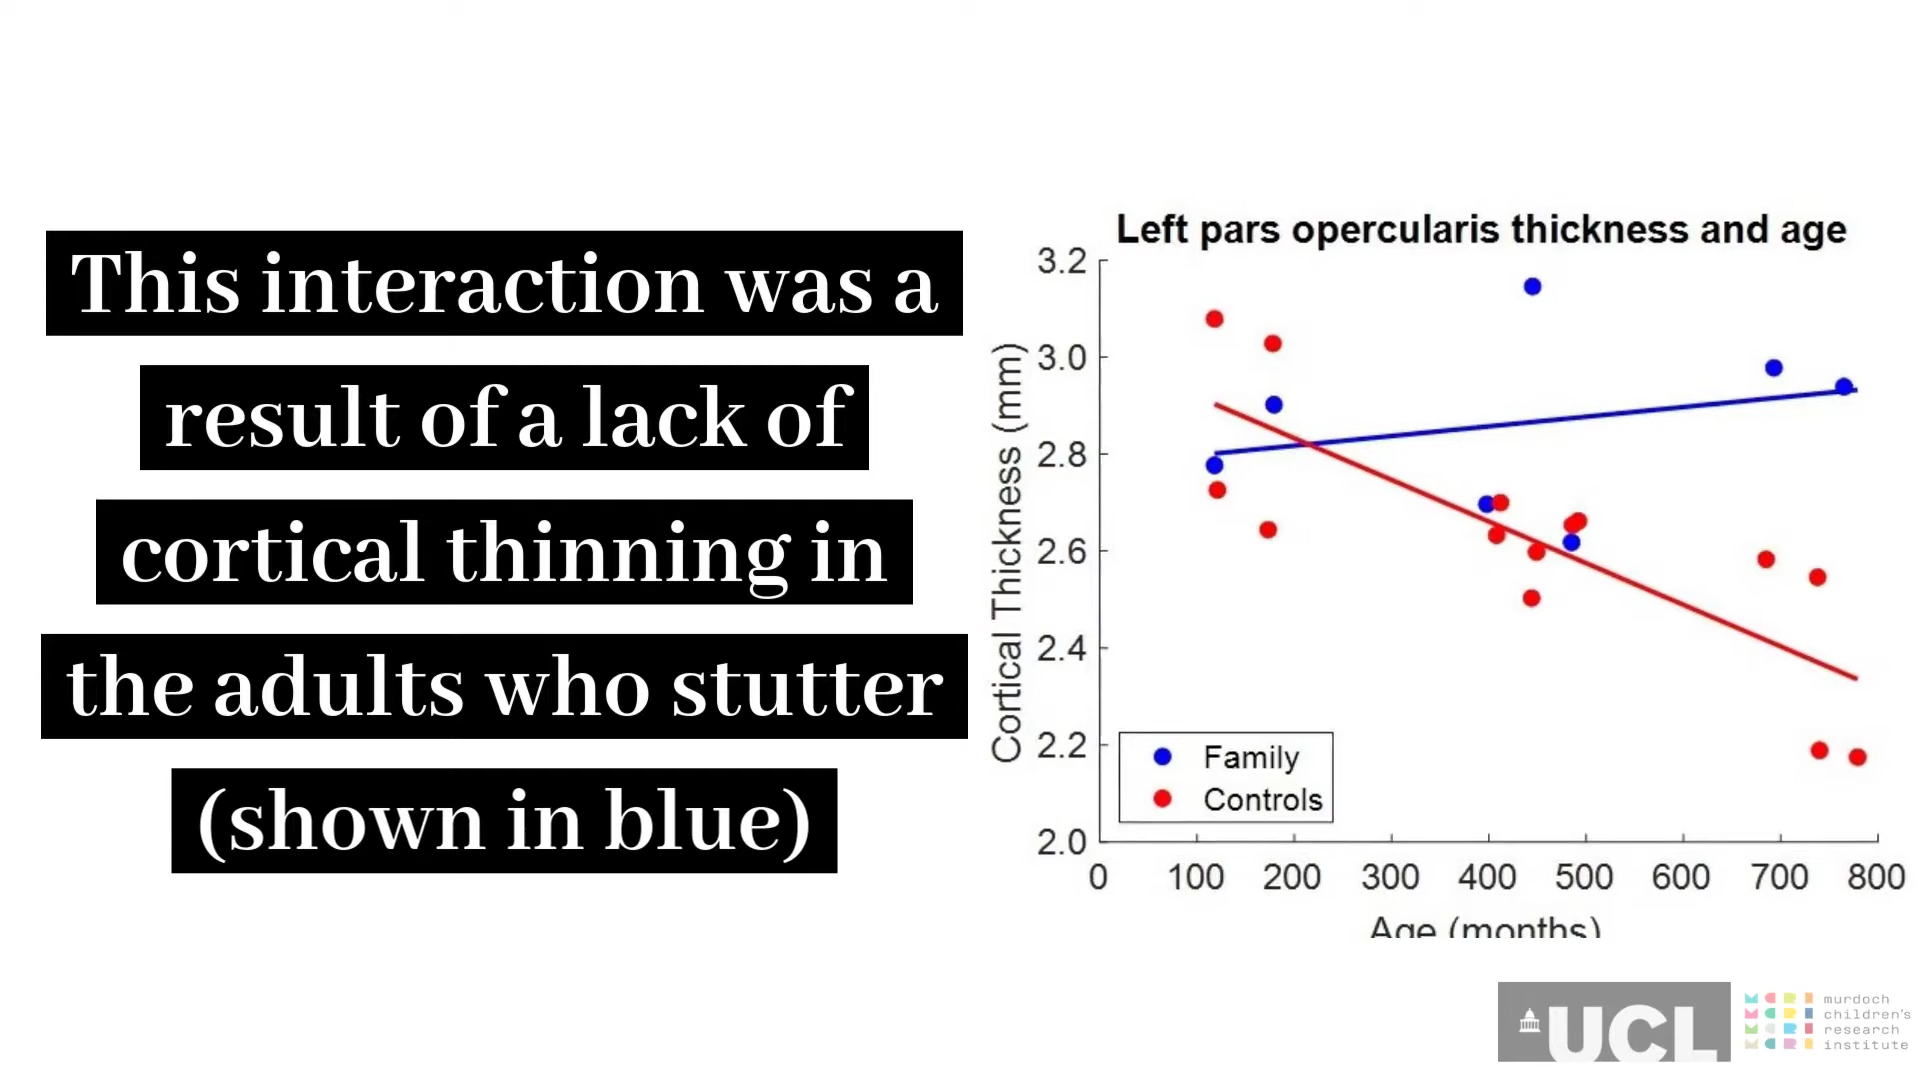 This interaction was a
result of a lack of
cortical thinning in
the adults who stutter
(shown in blue)
Left pars opercularis thickness and age
Cortical Thickness (mm)
3.2
3.0
2.8
2.6
2.4
2.2
2.0
Family
Controls
0 100 200 300 400 500 600 700 800
Age (months)
UCL
murdoch
children's
research
institute